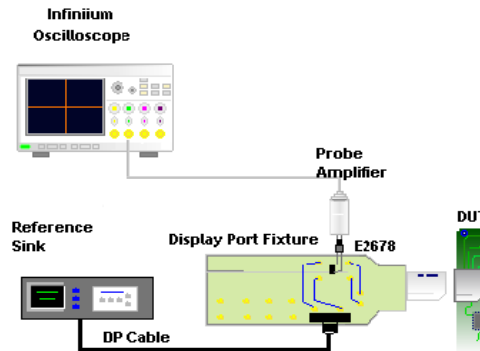 Infiniium
Oscilloscope
Probe
Amplifier
DUT
Reference
Sink
Display Port Fixture
E2678
DP Cable